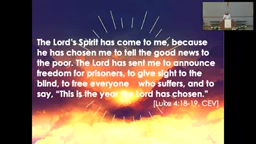 The Lord's Spirit has come to me, because
he has chosen me to tell the good news to
the poor. The Lord has sent me to announce
freedom for prisoners, to give sight to the
blind, to free everyone who suffers, and to
say, "This is the year the Lord has chosen."
[Luke 4:18-19, CEV]